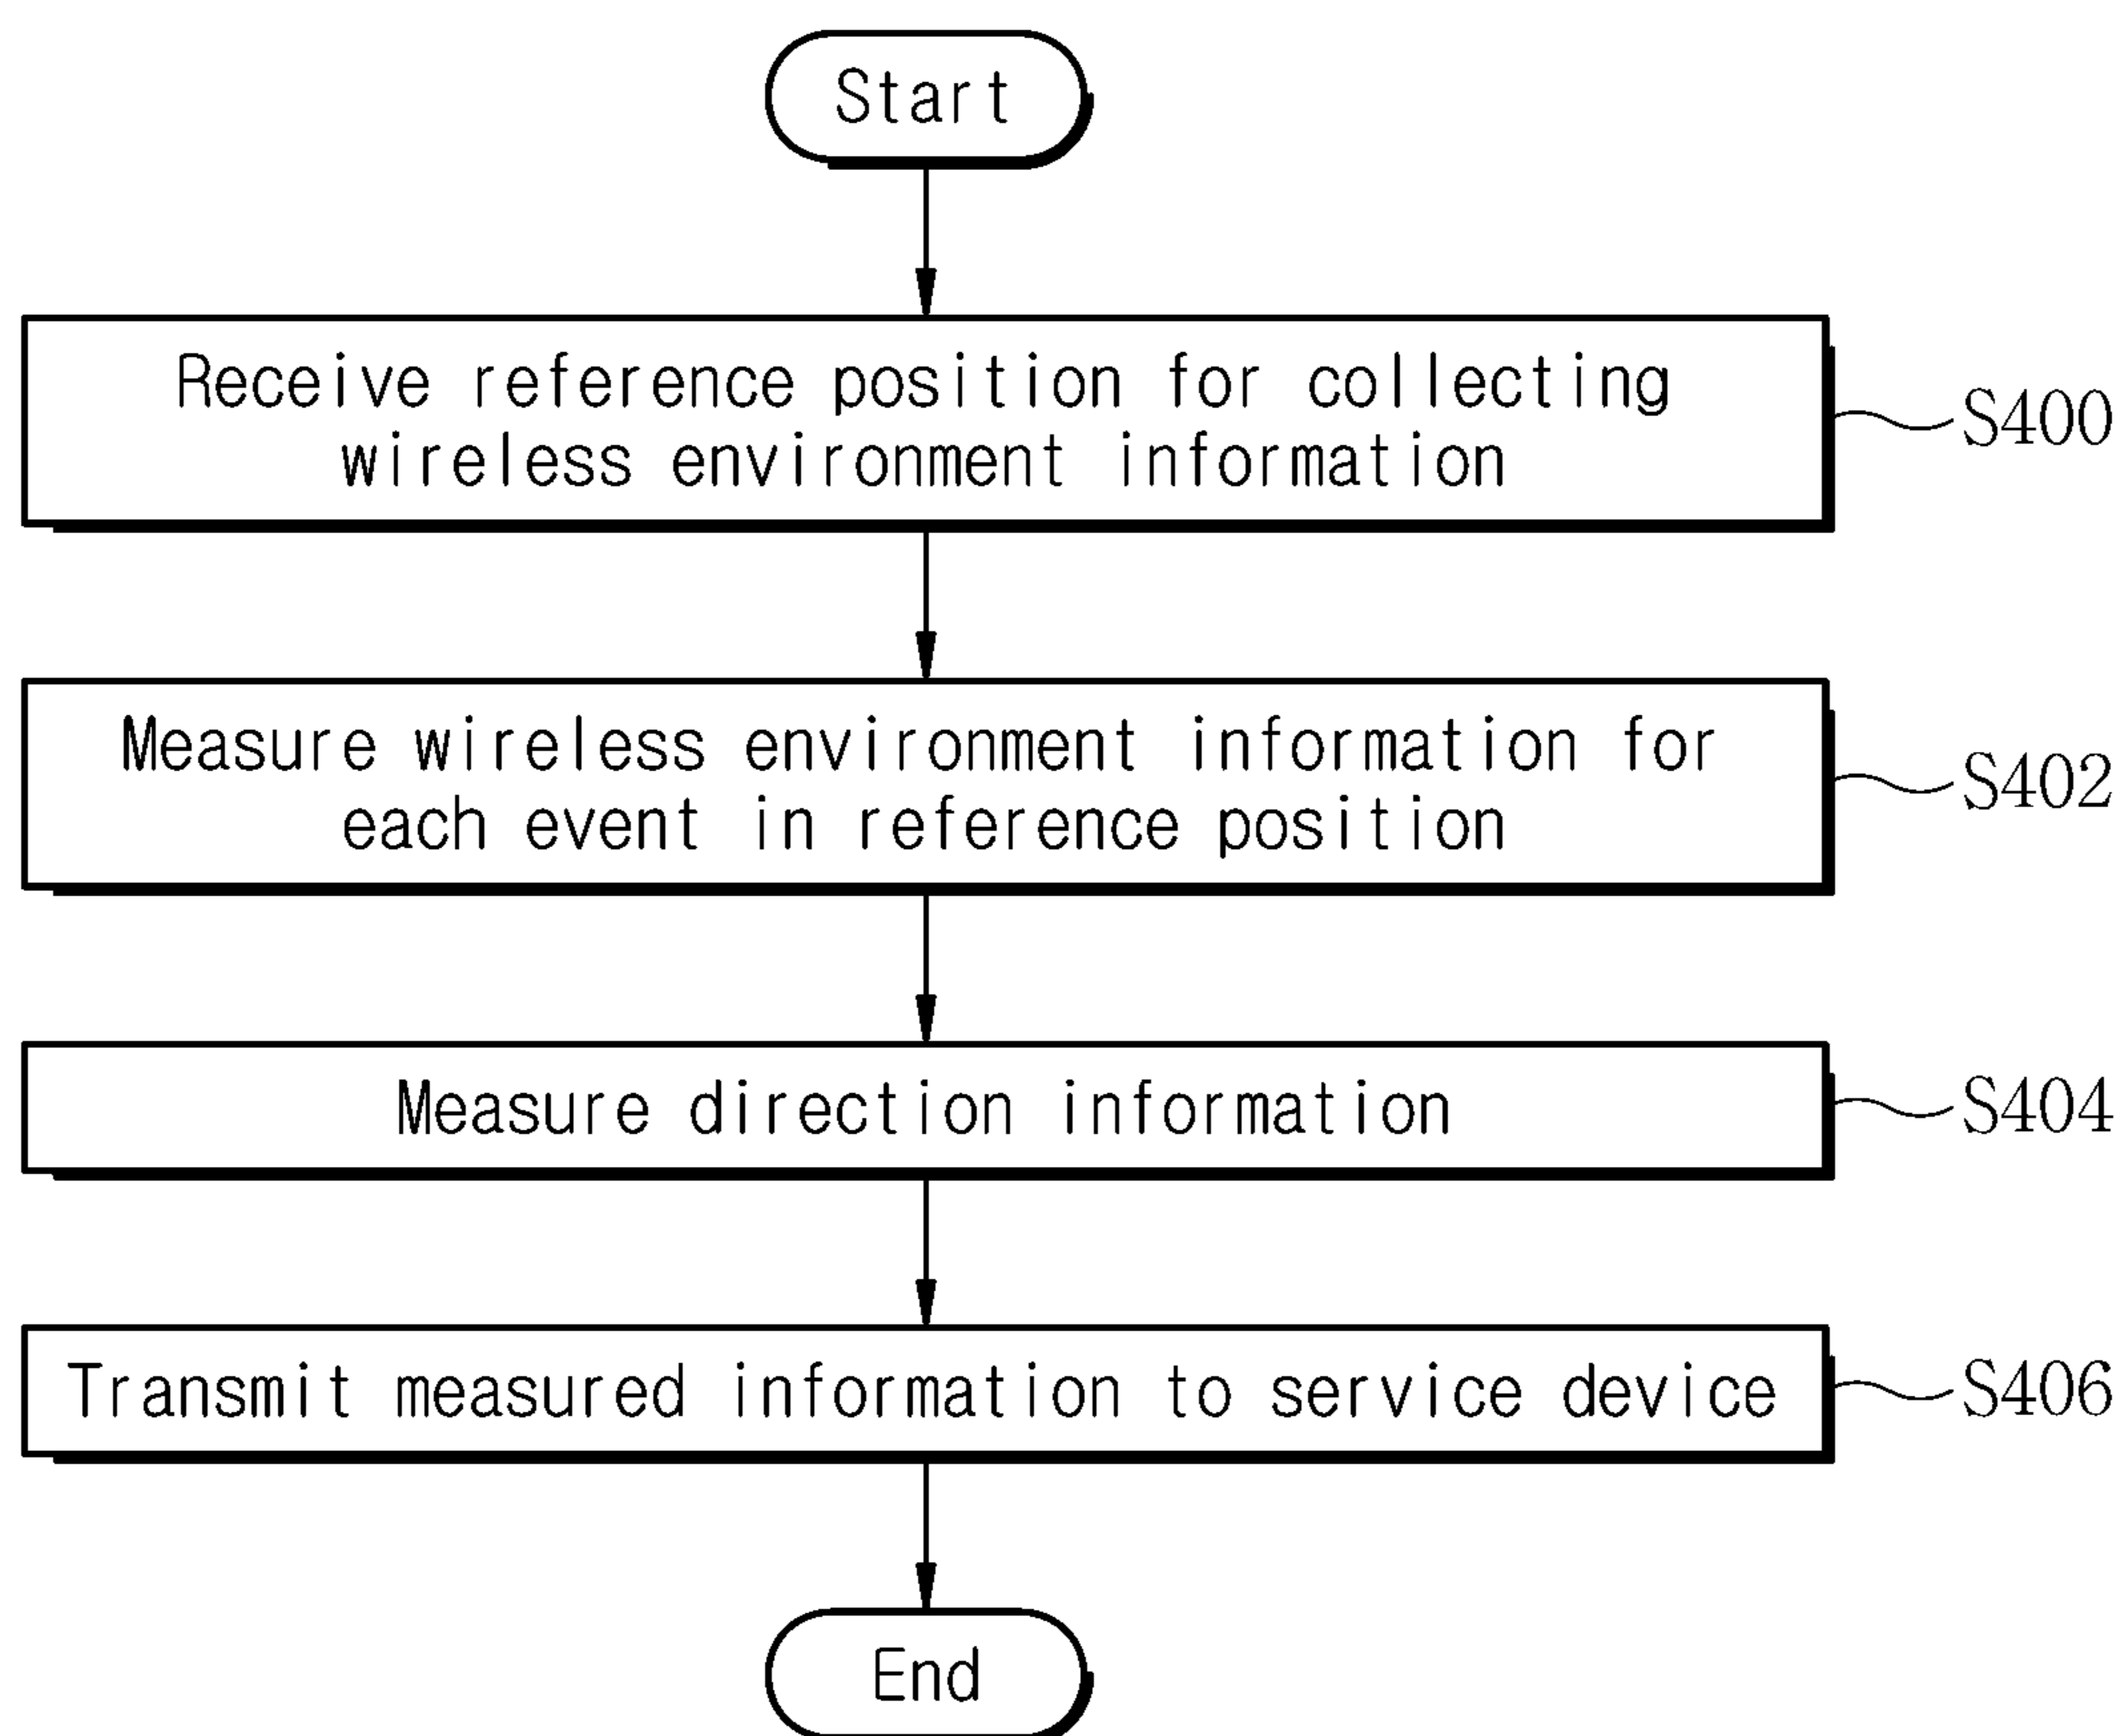 Start
Receive reference position for collecting
wireless environment information
S400
Measure wireless environment information for
each event in reference position
S402
Measure direction information
S404
Transmit measured information to service device
S406
End